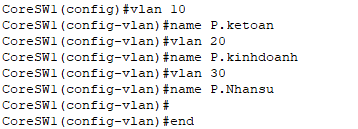 CoreSW1(config)#vlan 10
CoreSW1(config-vlan)#name P.ketoan
CoreSW1(config-vlan)#vlan 20
CoreSW1(config-vlan)#name P.kinhdoanh
CoreSW1(config-vlan)#vlan 30
CoreSW1(config-vlan)#name P.Nhansu
CoreSW1(config-vlan)#
CoreSW1(config-vlan)#end